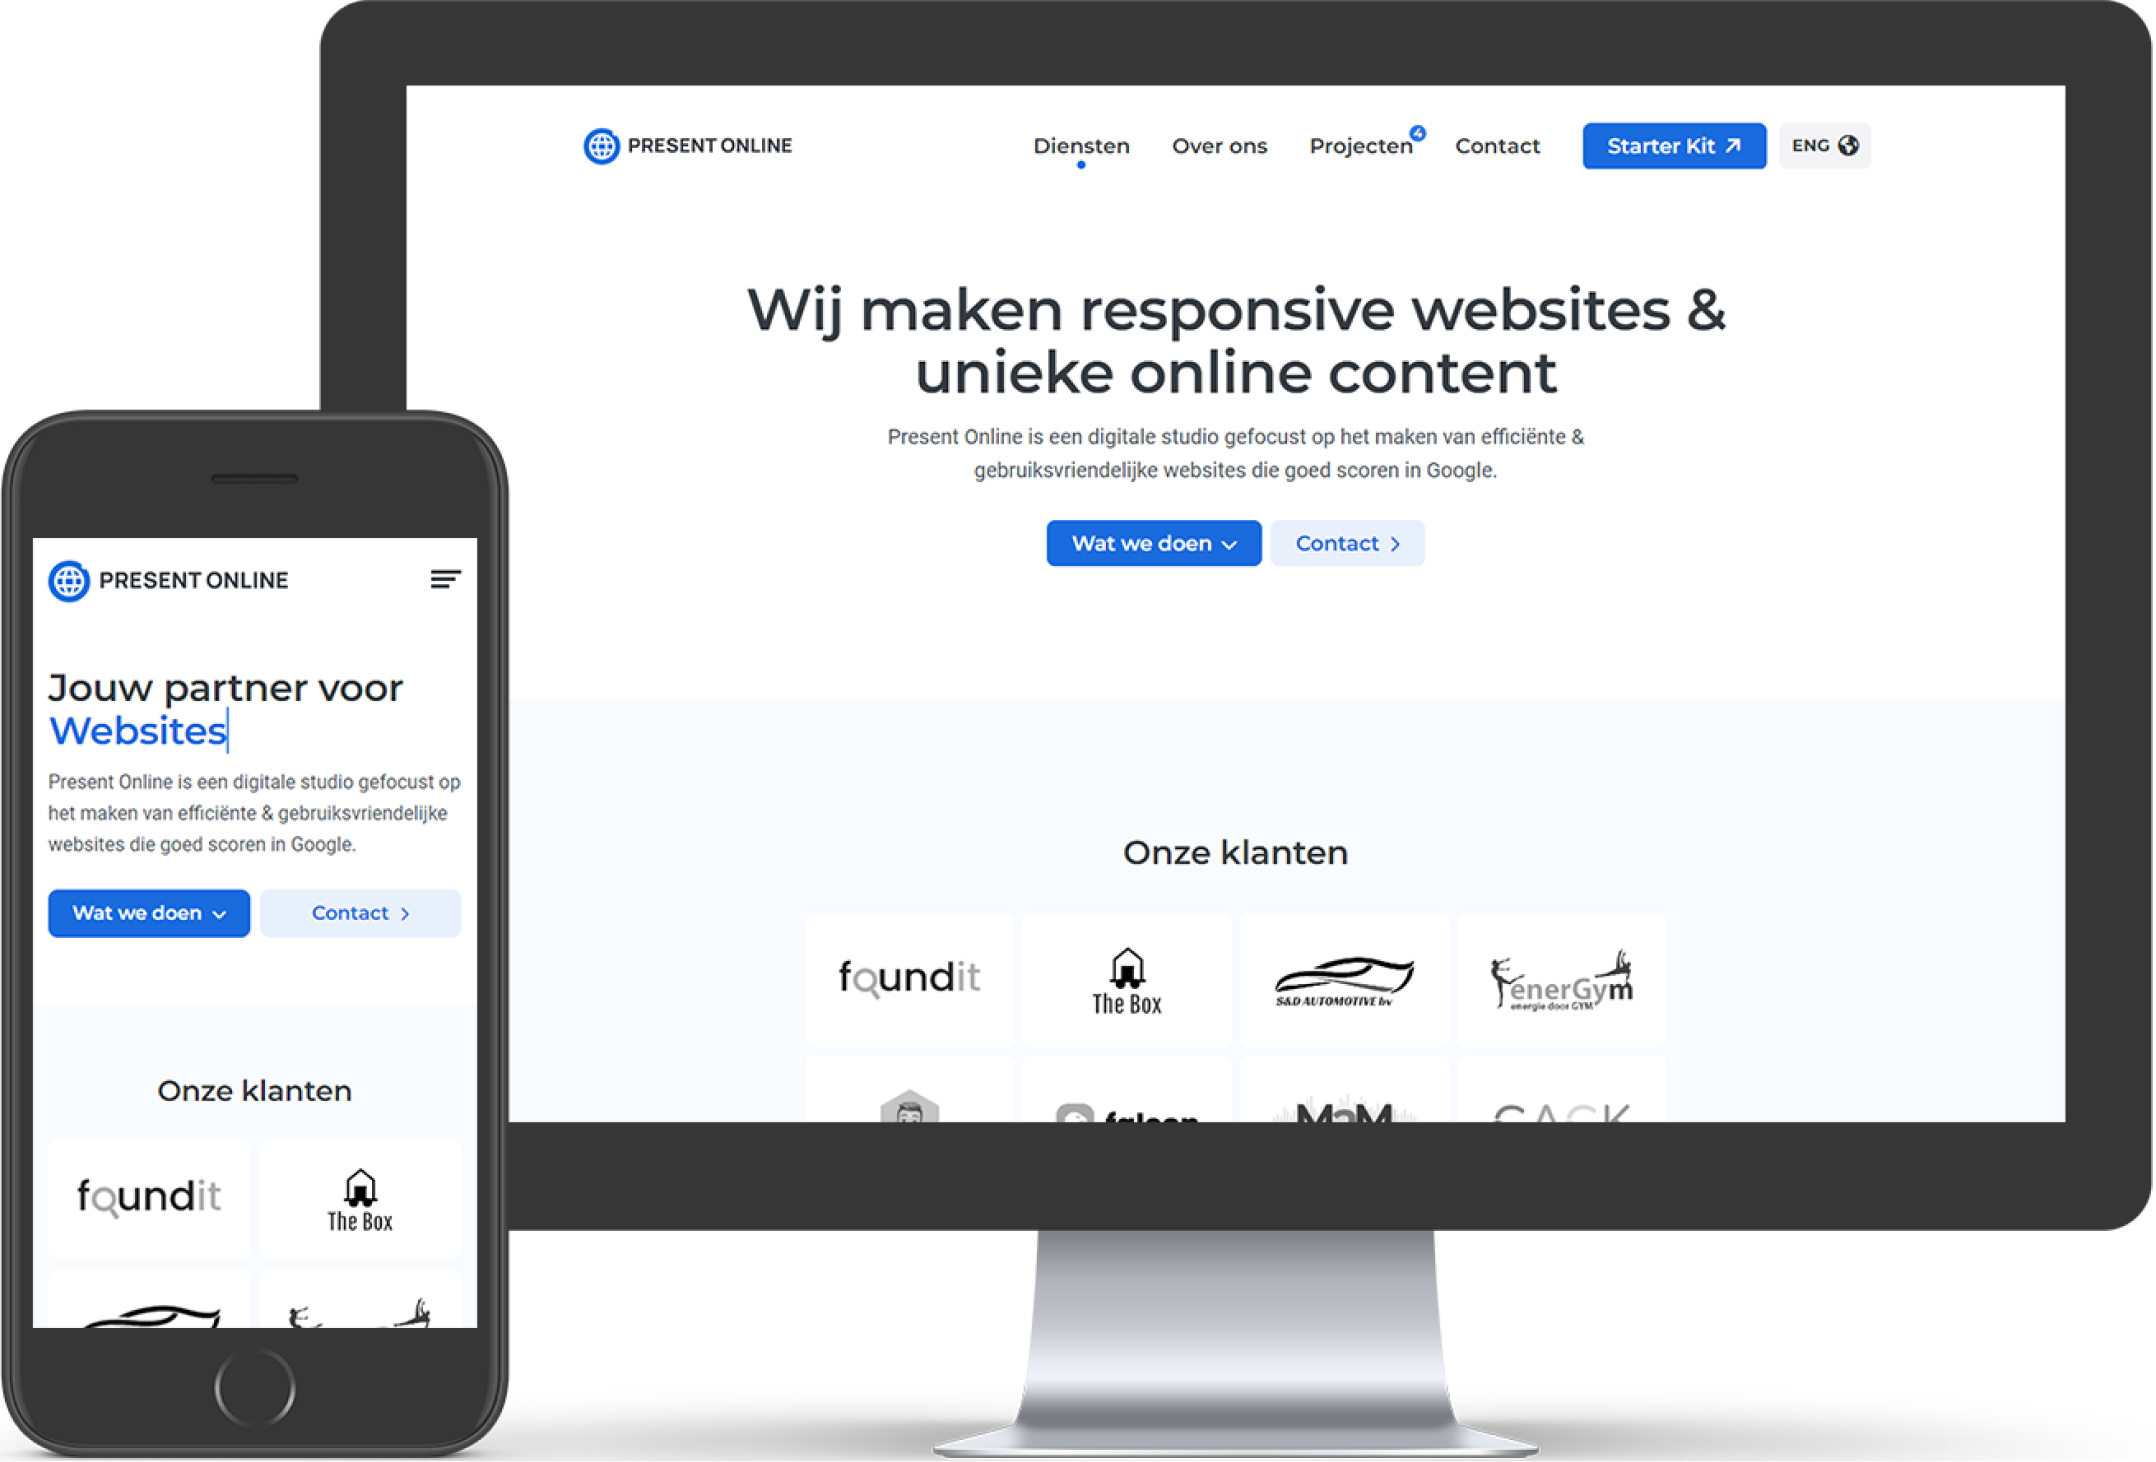 PRESENT ONLINE
Diensten
Over ons
Projecten 4
Contact
Starter Kit
ENG
Wij maken responsive websites &
unieke online content
Present Online is een digitale studio gefocust op het maken van efficiënte &
gebruiksvriendelijke websites die goed scoren in Google.
Wat we doen
Contact
Onze klanten
foundit
The Box
S&D AUTOMOTIVE bv
enerGym
energie door GYM
M2M
PRESENT ONLINE
Jouw partner voor
Websites
Present Online is een digitale studio gefocust op
het maken van efficiënte & gebruiksvriendelijke
websites die goed scoren in Google.
Wat we doen
Contact
Onze klanten
foundit
The Box